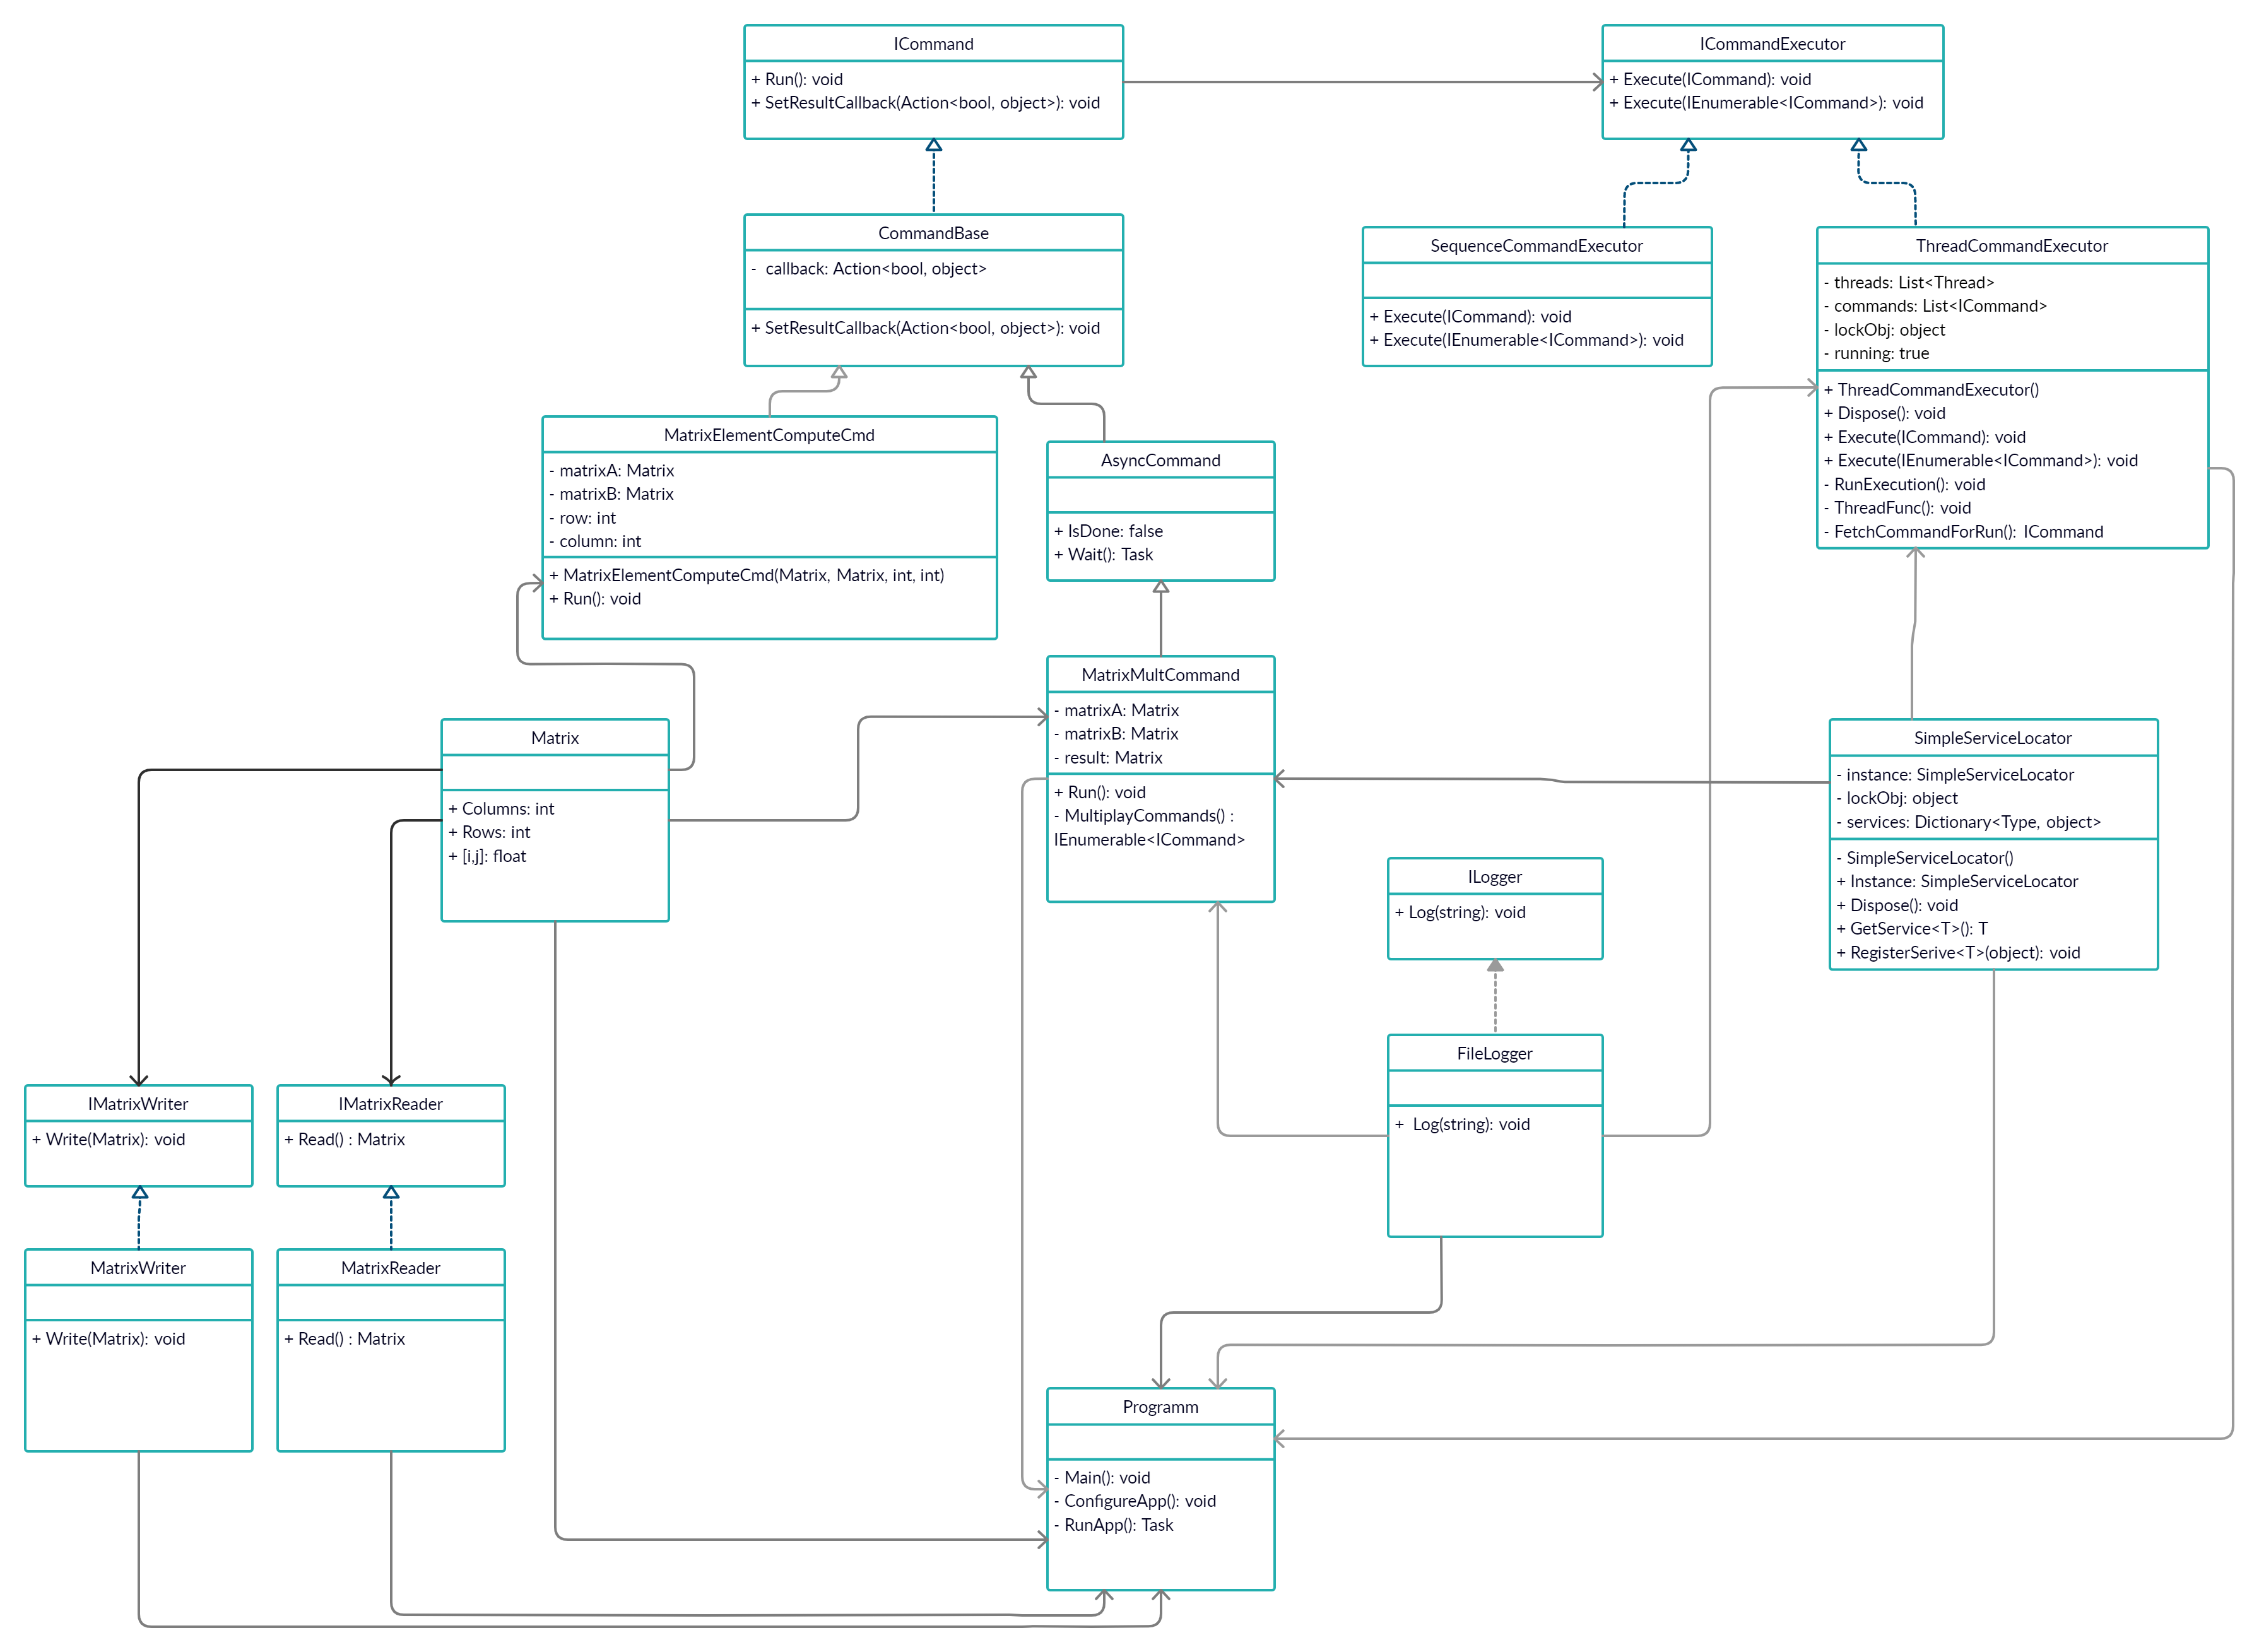 ICommand
+ Run(): void
+ SetResultCallback(Action<bool, object>): void
ICommandExecutor
+ Execute(ICommand): void
+ Execute(IEnumerable<ICommand>): void
CommandBase
-  callback: Action<bool, object>
+ SetResultCallback(Action<bool, object>): void
SequenceCommandExecutor
+ Execute(ICommand): void
+ Execute(IEnumerable<ICommand>): void
ThreadCommandExecutor
- threads: List<Thread>
- commands: List<ICommand>
- lockObj: object
- running: true
+ ThreadCommandExecutor()
+ Dispose(): void
+ Execute(ICommand): void
+ Execute(IEnumerable<ICommand>): void
- RunExecution(): void
- ThreadFunc(): void
- FetchCommandForRun(): ICommand
MatrixElementComputeCmd
- matrixA: Matrix
- matrixB: Matrix
- row: int
- column: int
+ MatrixElementComputeCmd(Matrix, Matrix, int, int)
+ Run(): void
AsyncCommand
+ IsDone: false
+ Wait(): Task
MatrixMultCommand
- matrixA: Matrix
- matrixB: Matrix
- result: Matrix
+ Run(): void
- MultiplayCommands() :
IEnumerable<ICommand>
Matrix
+ Columns: int
+ Rows: int
+ [i,j]: float
SimpleServiceLocator
- instance: SimpleServiceLocator
- lockObj: object
- services: Dictionary<Type, object>
- SimpleServiceLocator()
+ Instance: SimpleServiceLocator
+ Dispose(): void
+ GetService<T>(): T
+ RegisterSerive<T>(object): void
ILogger
+ Log(string): void
FileLogger
+  Log(string): void
IMatrixWriter
+ Write(Matrix): void
IMatrixReader
+ Read() : Matrix
MatrixWriter
+ Write(Matrix): void
MatrixReader
+ Read() : Matrix
Programm
- Main(): void
- ConfigureApp(): void
- RunApp(): Task